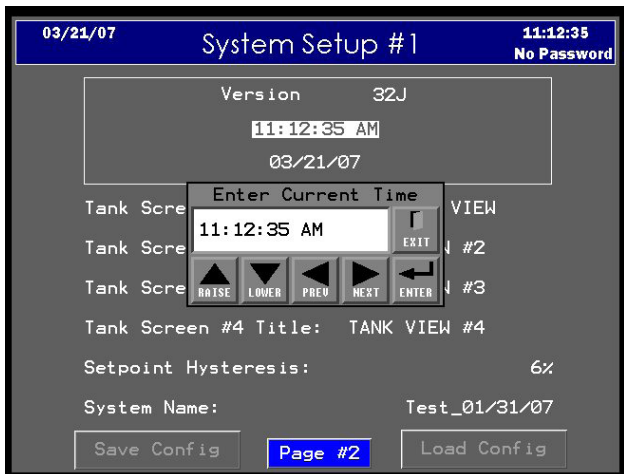 03/21/07 System Setup #1 11:12:35
No Password
Version 32J
11:12:35 AM
03/21/07
Enter Current Time
Tank Scre VIEW
11:12:35 AM EXIT
Tank Scre #2
RAISE LOWER PREV NEXT ENTER
Tank Scre #3
Tank Screen #4 Title: TANK VIEW #4
Setpoint Hysteresis: 6%
System Name: Test_01/31/07
Save Config Page #2 Load Config